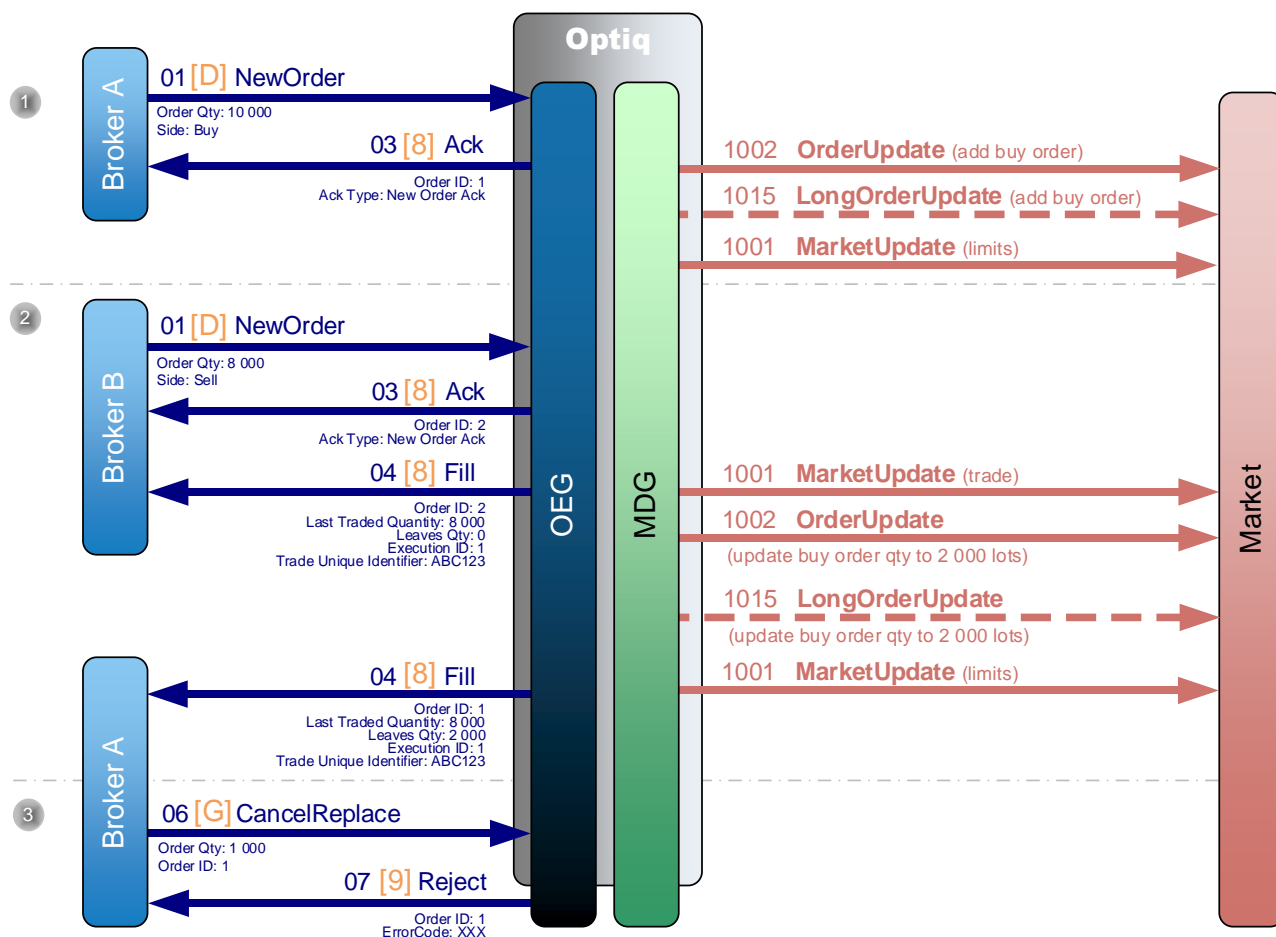 Optiq
Broker A
OEG
MDG
Market
1
01 [D] NewOrder
Order Qty: 10 000
Side: Buy
03 [8] Ack
Order ID: 1
Ack Type: New Order Ack
1002 OrderUpdate (add buy order)
1015 LongOrderUpdate (add buy order)
1001 MarketUpdate (limits)
2
Broker B
01 [D] NewOrder
Order Qty: 8 000
Side: Sell
03 [8] Ack
Order ID: 2
Ack Type: New Order Ack
04 [8] Fill
Order ID: 2
Last Traded Quantity: 8 000
Leaves Qty: 0
Execution ID: 1
Trade Unique Identifier: ABC123
1001 MarketUpdate (trade)
1002 OrderUpdate
(update buy order qty to 2 000 lots)
1015 LongOrderUpdate
(update buy order qty to 2 000 lots)
1001 MarketUpdate (limits)
Broker A
04 [8] Fill
Order ID: 1
Last Traded Quantity: 8 000
Leaves Qty: 2 000
Execution ID: 1
Trade Unique Identifier: ABC123
3
06 [G] CancelReplace
Order Qty: 1 000
Order ID: 1
07 [9] Reject
Order ID: 1
ErrorCode: XXX